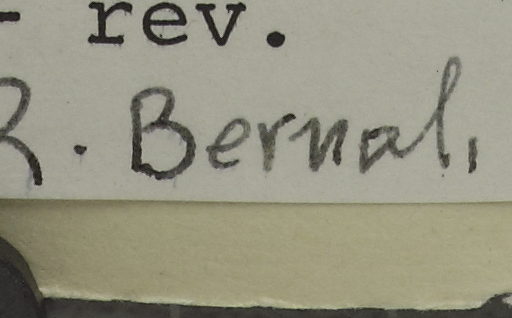 - rev.
R. Bernal,